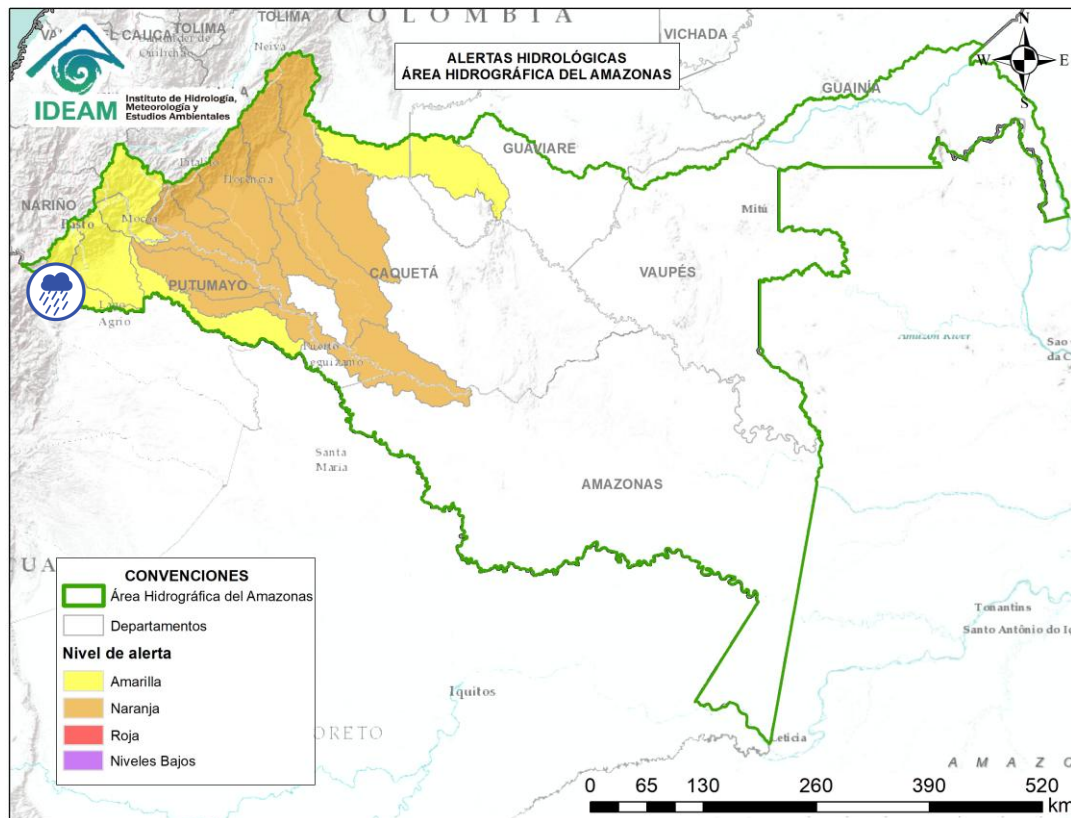 COLOMBIA
TOLIMA
TOLIMA
Neiva
VICHADA
IDEAM
Instituto de Hidrología,
Meteorología y
Estudios Ambientales
ALERTAS HIDROLÓGICAS
ÁREA HIDROGRÁFICA DEL AMAZONAS
N
W
E
S
GUAINÍA
GUAVIARE
Florencia
NARIÑO
Pasto
Mocoa
Mitú
VAUPÉS
CAQUETÁ
PUTUMAYO
Lago
Agrio
Puerto
Leguízamo
Santa
Maria
AMAZONAS
CONVENCIONES
Área Hidrográfica del Amazonas
Departamentos
Nivel de alerta
Amarilla
Naranja
Roja
Niveles Bajos
Tonantins
Santo Antônio do Iç
Iquitos
ORETO
Leticia
AMAZO
0 65 130 260 390 520
km